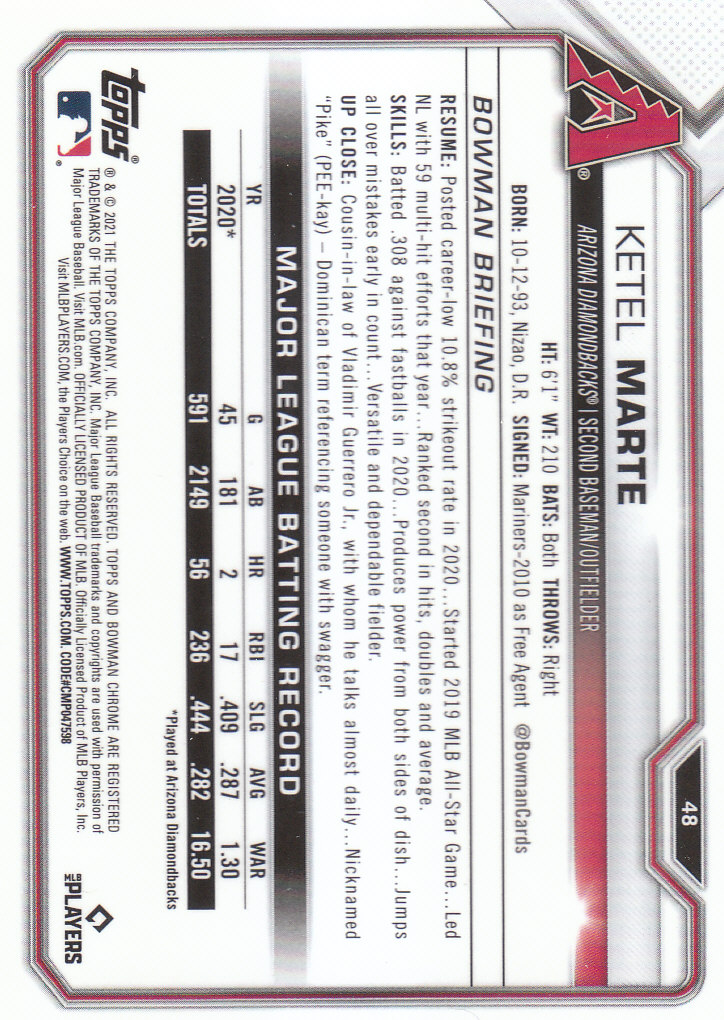 48
KETEL MARTE
ARIZONA DIAMONDBACKS® | SECOND BASEMAN/OUTFIELDER
HT: 6'1" WT: 210 BATS: Both THROWS: Right
BORN: 10-12-93, Nizao, D.R. SIGNED: Mariners-2010 as Free Agent @BowmanCards
BOWMAN BRIEFING
RESUME: Posted career-low 10.8% strikeout rate in 2020...Started 2019 MLB All-Star Game...Led
NL with 59 multi-hit efforts that year...Ranked second in hits, doubles and average.
SKILLS: Batted .308 against fastballs in 2020...Produces power from both sides of dish...Jumps
all over mistakes early in count...Versatile and dependable fielder.
UP CLOSE: Cousin-in-law of Vladimir Guerrero Jr., with whom he talks almost daily...Nicknamed
"Pike" (PEE-kay) – Dominican term referencing someone with swagger.
MAJOR LEAGUE BATTING RECORD
YR G AB HR RBI SLG AVG WAR
2020* 45 181 2 17 .409 .287 1.30
TOTALS 591 2149 56 236 .444 .282 16.50
*Played at Arizona Diamondbacks
topps®
® & © 2021 THE TOPPS COMPANY, INC. ALL RIGHTS RESERVED. TOPPS AND BOWMAN CHROME ARE REGISTERED
TRADEMARKS OF THE TOPPS COMPANY, INC. Major League Baseball trademarks and copyrights are used with permission of
Major League Baseball. Visit MLB.com. OFFICIALLY LICENSED PRODUCT OF MLB. Officially Licensed Product of MLB Players, Inc.
Visit MLBPLAYERS.COM, the Players Choice on the web. WWW.TOPPS.COM. CODE#CMP047598
MLB PLAYERS